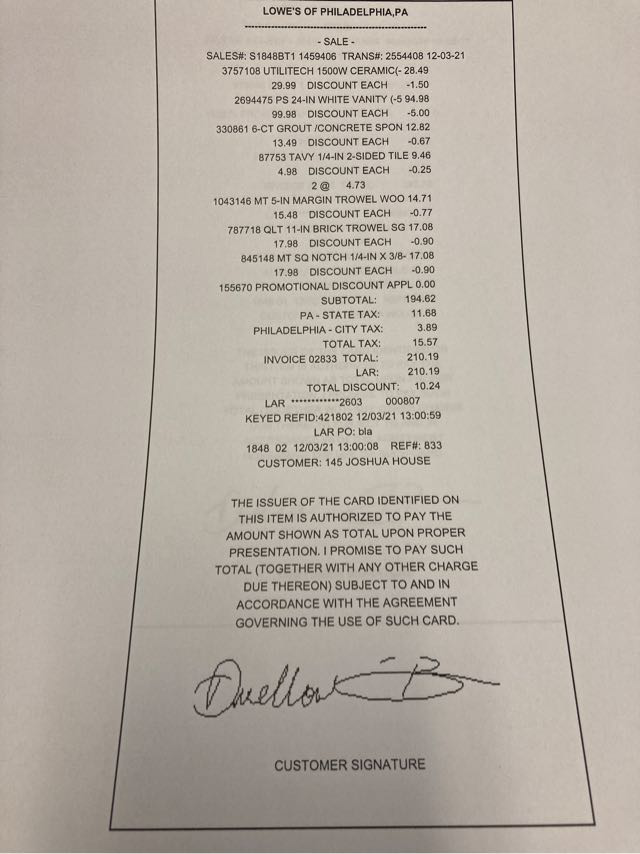 LOWE'S OF PHILADELPHIA,PA
- SALE -
SALES#: S1848BT1 1459406 TRANS#: 2554408 12-03-21
3757108 UTILITECH 1500W CERAMIC(- 28.49
29.99 DISCOUNT EACH -1.50
2694475 PS 24-IN WHITE VANITY (-5 94.98
99.98 DISCOUNT EACH -5.00
330861 6-CT GROUT /CONCRETE SPON 12.82
13.49 DISCOUNT EACH -0.67
87753 TAVY 1/4-IN 2-SIDED TILE 9.46
4.98 DISCOUNT EACH -0.25
2 @ 4.73
1043146 MT 5-IN MARGIN TROWEL WOO 14.71
15.48 DISCOUNT EACH -0.77
787718 QLT 11-IN BRICK TROWEL SG 17.08
17.98 DISCOUNT EACH -0.90
845148 MT SQ NOTCH 1/4-IN X 3/8- 17.08
17.98 DISCOUNT EACH -0.90
155670 PROMOTIONAL DISCOUNT APPL 0.00
SUBTOTAL: 194.62
PA - STATE TAX: 11.68
PHILADELPHIA - CITY TAX: 3.89
TOTAL TAX: 15.57
INVOICE 02833 TOTAL: 210.19
LAR: 210.19
TOTAL DISCOUNT: 10.24
LAR ************2603 000807
KEYED REFID:421802 12/03/21 13:00:59
LAR PO: bla
1848 02 12/03/21 13:00:08 REF#: 833
CUSTOMER: 145 JOSHUA HOUSE
THE ISSUER OF THE CARD IDENTIFIED ON
THIS ITEM IS AUTHORIZED TO PAY THE
AMOUNT SHOWN AS TOTAL UPON PROPER
PRESENTATION. I PROMISE TO PAY SUCH
TOTAL (TOGETHER WITH ANY OTHER CHARGE
DUE THEREON) SUBJECT TO AND IN
ACCORDANCE WITH THE AGREEMENT
GOVERNING THE USE OF SUCH CARD.
CUSTOMER SIGNATURE